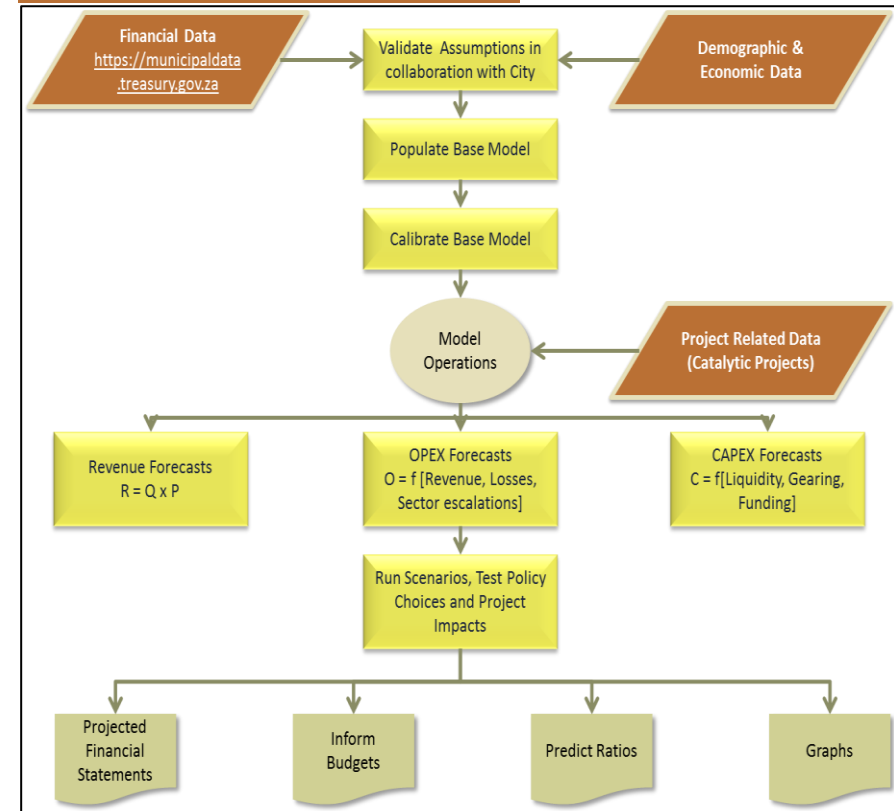 Financial Data
https://municipaldata
.treasury.gov.za
Validate Assumptions in
collaboration with City
Demographic &
Economic Data
Populate Base Model
Calibrate Base Model
Model
Operations
Project Related Data
(Catalytic Projects)
Revenue Forecasts
R = Q x P
OPEX Forecasts
O = f [Revenue, Losses,
Sector escalations]
CAPEX Forecasts
C = f[Liquidity, Gearing,
Funding]
Run Scenarios, Test Policy
Choices and Project
Impacts
Projected
Financial
Statements
Inform
Budgets
Predict Ratios
Graphs